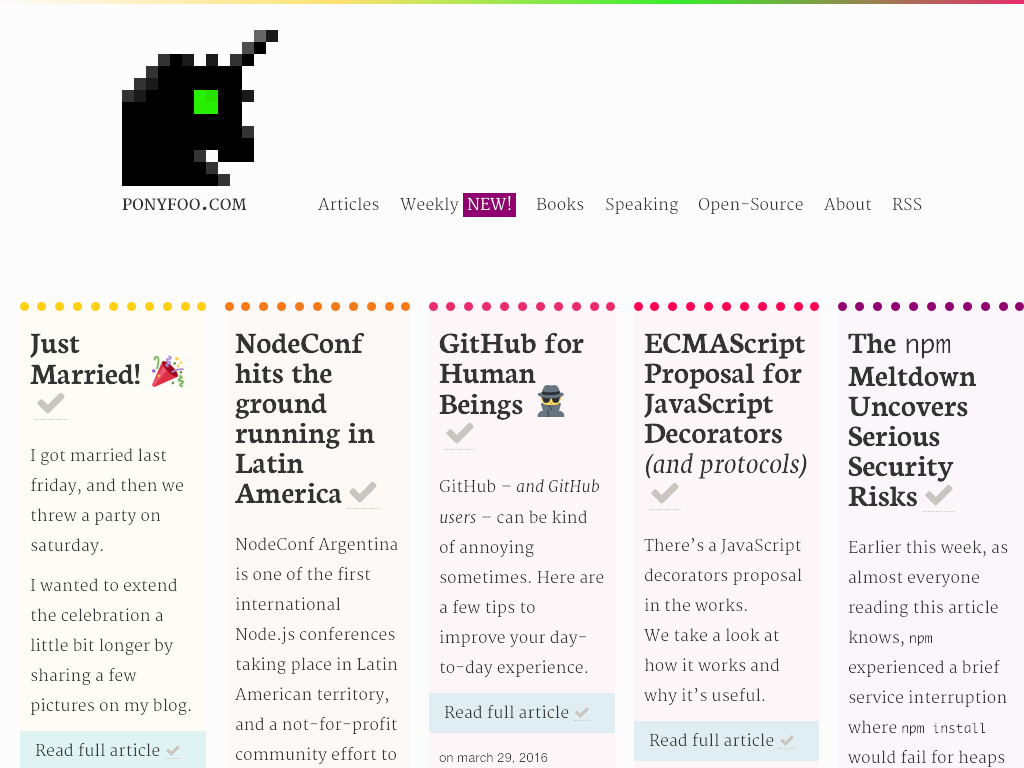 PONYFOO.COM
Articles Weekly NEW! Books Speaking Open-Source About RSS
Just
Married!
I got married last
friday, and then we
threw a party on
saturday.
I wanted to extend
the celebration a
little bit longer by
sharing a few
pictures on my blog.
Read full article
NodeConf
hits the
ground
running in
Latin
America
NodeConf Argentina
is one of the first
international
Node.js conferences
taking place in Latin
American territory,
and a not-for-profit
community effort to
GitHub for
Human
Beings
GitHub – and GitHub
users – can be kind
of annoying
sometimes. Here are
a few tips to
improve your day-
to-day experience.
Read full article
on march 29, 2016
ECMAScript
Proposal for
JavaScript
Decorators
(and protocols)
There’s a JavaScript
decorators proposal
in the works.
We take a look at
how it works and
why it’s useful.
Read full article
The npm
Meltdown
Uncovers
Serious
Security
Risks
Earlier this week, as
almost everyone
reading this article
knows, npm
experienced a brief
service interruption
where npm install
would fail for heaps